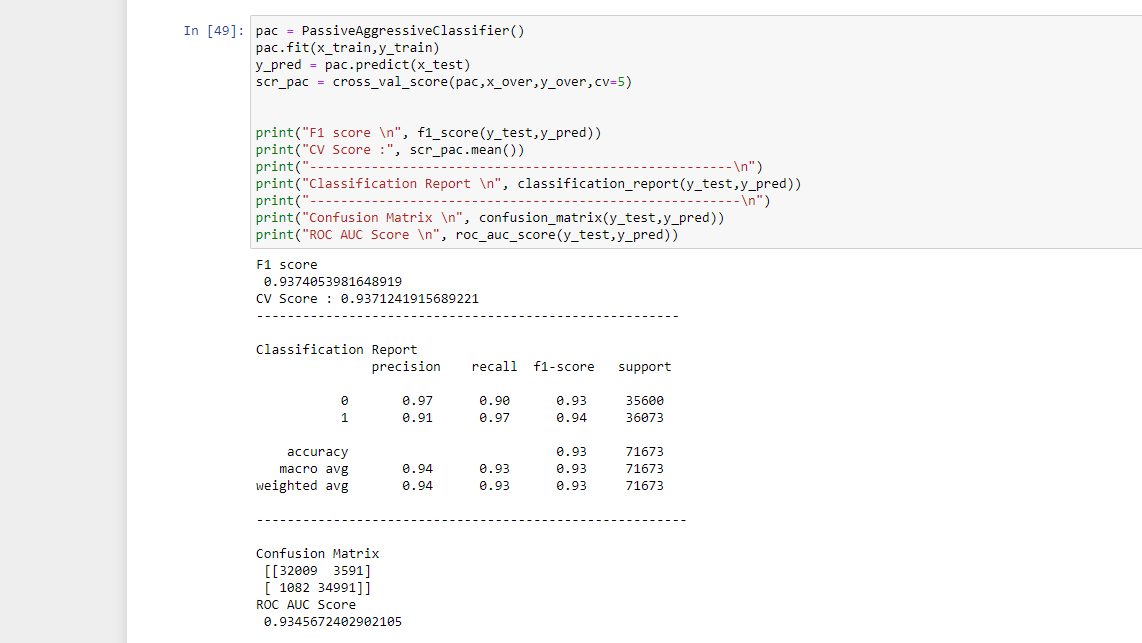 In [49]: pac = PassiveAggressiveClassifier()
pac.fit(x_train,y_train)
y_pred = pac.predict(x_test)
scr_pac = cross_val_score(pac,x_over,y_over,cv=5)
print("F1 score \n", f1_score(y_test,y_pred))
print("CV Score :", scr_pac.mean())
print("-------------------------------------------------------\n")
print("Classification Report \n", classification_report(y_test,y_pred))
print("--------------------------------------------------------\n")
print("Confusion Matrix \n", confusion_matrix(y_test,y_pred))
print("ROC AUC Score \n", roc_auc_score(y_test,y_pred))
F1 score
0.9374053981648919
CV Score : 0.9371241915689221
-------------------------------------------------------
Classification Report
precision recall f1-score support
0 0.97 0.90 0.93 35600
1 0.91 0.97 0.94 36073
accuracy 0.93 71673
macro avg 0.94 0.93 0.93 71673
weighted avg 0.94 0.93 0.93 71673
--------------------------------------------------------
Confusion Matrix
[[32009 3591]
[ 1082 34991]]
ROC AUC Score
0.9345672402902105